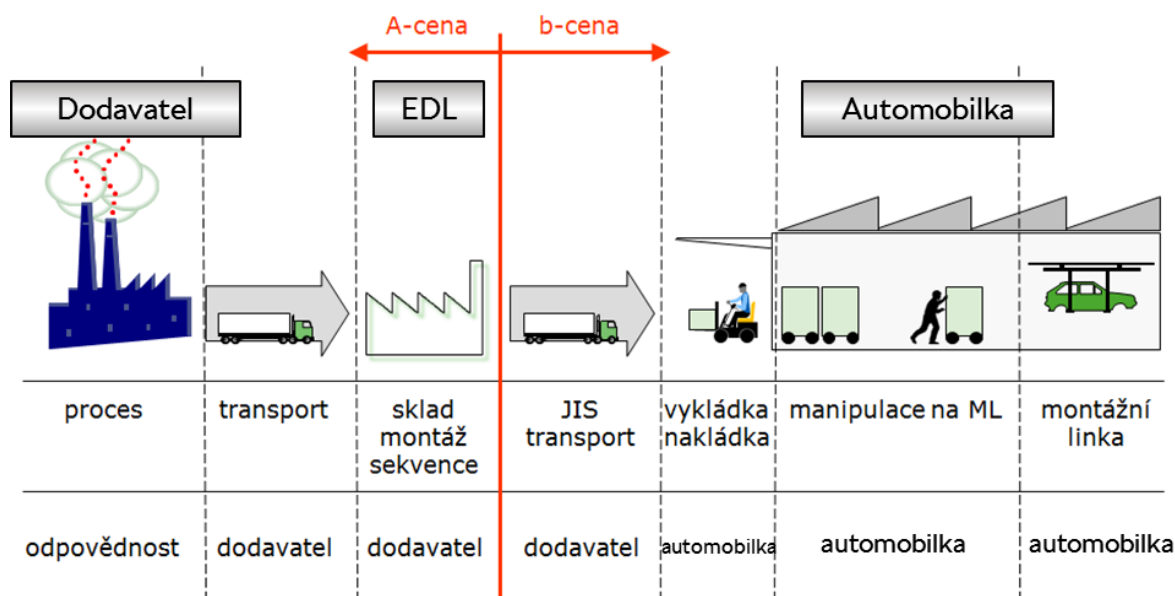 A-cena
b-cena
Dodavatel
EDL
Automobilka
proces
transport
sklad
montáž
sekvence
JIS
transport
vykládka
nakládka
manipulace na ML
montážní
linka
odpovědnost
dodavatel
dodavatel
dodavatel
automobilka
automobilka
automobilka